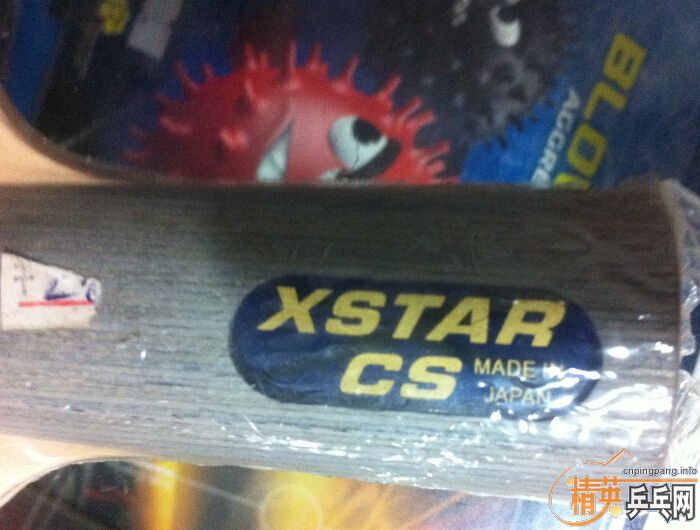 BLO
AGGRE
XSTAR
CS
MADE IN
JAPAN
cnpingpang.info
精英乒乓网